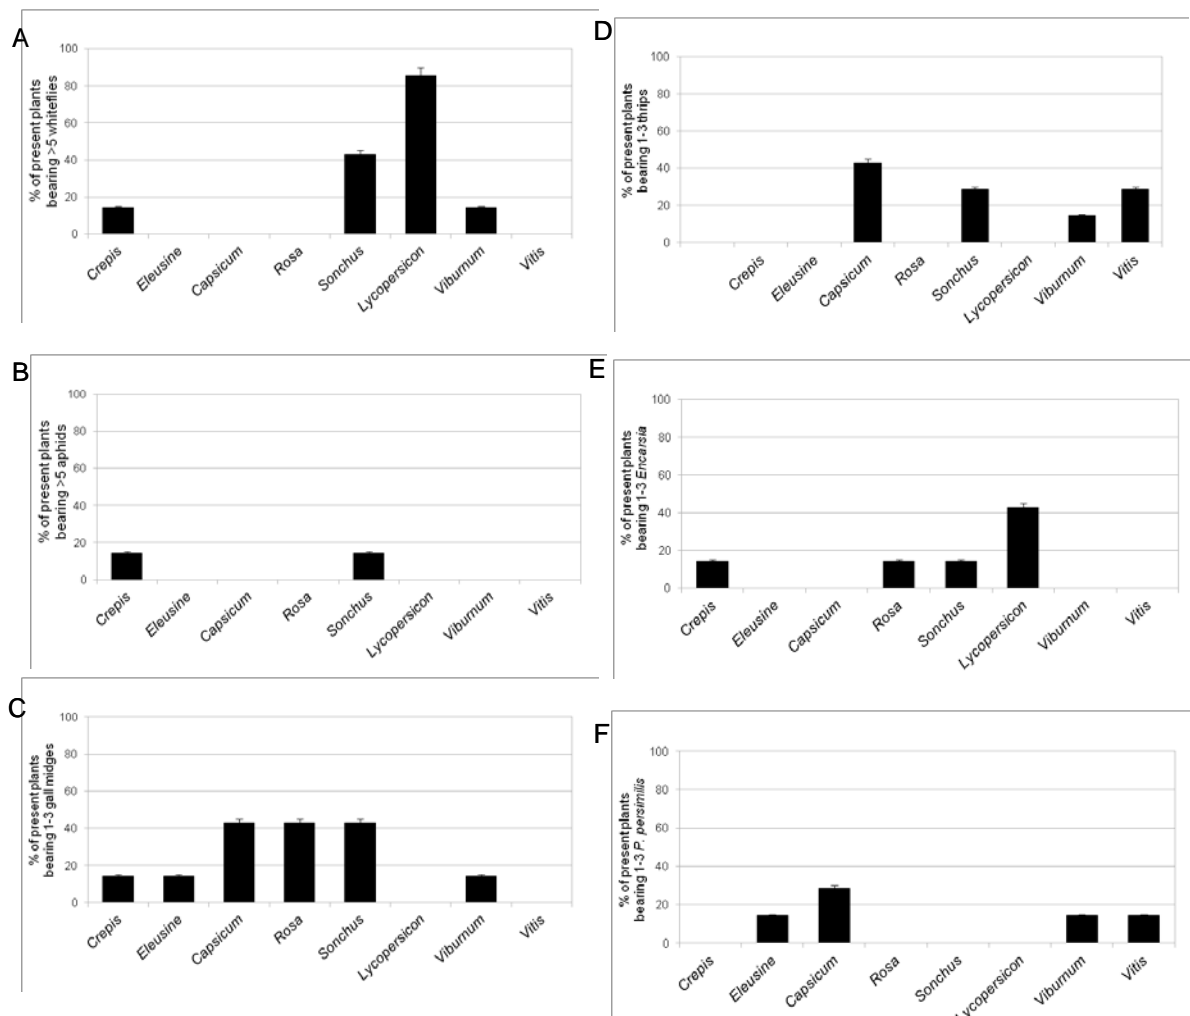 A
% of present plants
bearing >5 whiteflies
100
80
60
40
20
0
Crepis
Eleusine
Capsicum
Rosa
Sonchus
Lycopersicon
Viburnum
Vitis
B
% of present plants
bearing >5 aphids
100
80
60
40
20
0
Crepis
Eleusine
Capsicum
Rosa
Sonchus
Lycopersicon
Viburnum
Vitis
C
% of present plants
bearing 1-3 gall midges
100
80
60
40
20
0
Crepis
Eleusine
Capsicum
Rosa
Sonchus
Lycopersicon
Viburnum
Vitis
D
% of present plants
bearing 1-3 thrips
100
80
60
40
20
0
Crepis
Eleusine
Capsicum
Rosa
Sonchus
Lycopersicon
Viburnum
Vitis
E
% of present plants
bearing 1-3 Encarsia
100
80
60
40
20
0
Crepis
Eleusine
Capsicum
Rosa
Sonchus
Lycopersicon
Viburnum
Vitis
F
% of present plants
bearing 1-3 P. persimilis
100
80
60
40
20
0
Crepis
Eleusine
Capsicum
Rosa
Sonchus
Lycopersicon
Viburnum
Vitis